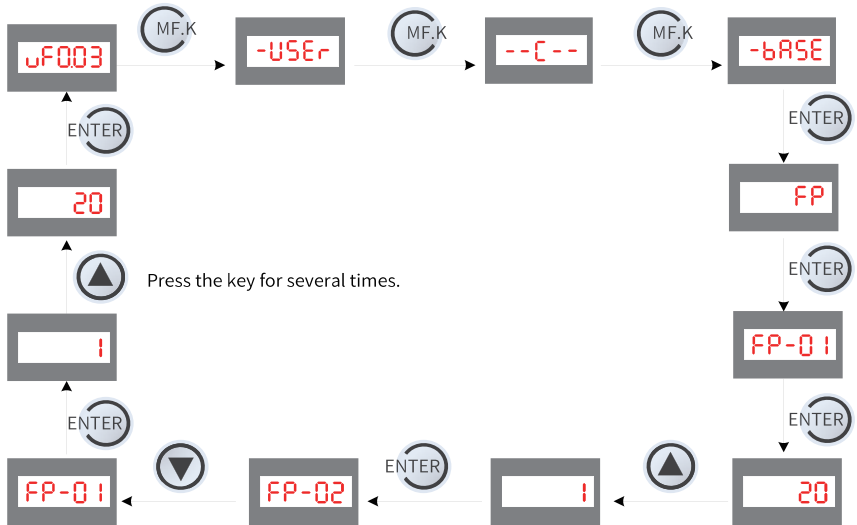 MF.K
MF.K
MF.K
uF0.03
-USEr
--C--
-bASE
ENTER
ENTER
20
FP
ENTER
Press the key for several times.
1
FP-01
ENTER
ENTER
ENTER
FP-01
FP-02
1
20